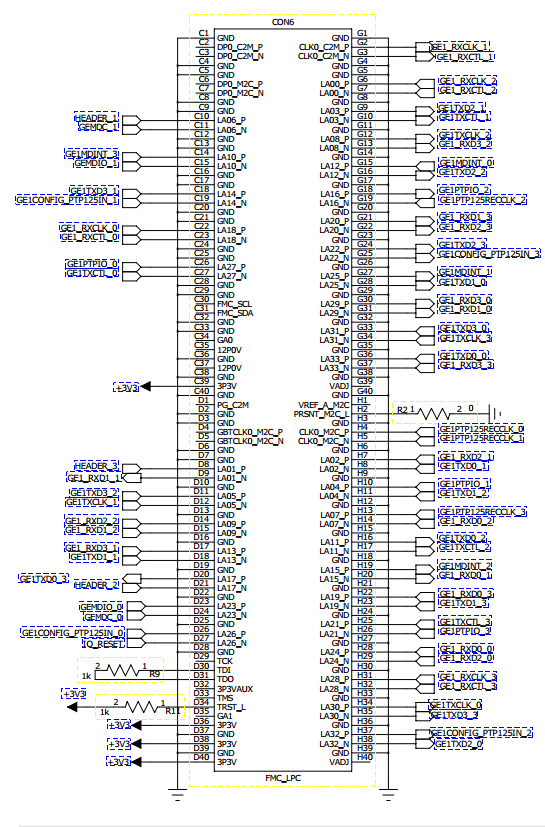 CON6
C1 GND GND G1
C2 DP0_C2M_P CLK0_C2M_P G2 GE1_RXCLK_1
C3 DP0_C2M_N CLK0_C2M_N G3 GE1_RXCTL_1
C4 GND GND G4
C5 GND GND G5
C6 DP0_M2C_P LA00_P G6 GE1_RXCLK_2
C7 DP0_M2C_N LA00_N G7 GE1_RXCTL_2
C8 GND GND G8
C9 GND LA03_P G9 GE1TXD2_1
HEADER_1 C10 LA06_P LA03_N G10 GE1TXCTL_1
GEMDC_1 C11 LA06_N GND G11
C12 GND LA08_P G12 GE1TXCLK_2
C13 GND LA08_N G13 GE1_RXD3_2
GE1MDINT_3 C14 LA10_P GND G14
GEMDIO_1 C15 LA10_N LA12_P G15 GE1MDINT_0
C16 GND LA12_N G16 GE1TXD2_2
C17 GND GND G17
GE1TXD3_1 C18 LA14_P LA16_P G18 GE1PTPIO_2
GE1CONFIG_PTP125IN_1 C19 LA14_N LA16_N G19 GE1PTP125RECCLK_2
C20 GND GND G20
C21 GND LA20_P G21 GE1_RXD1_3
GE1_RXCLK_0 C22 LA18_P LA20_N G22 GE1_RXD2_3
GE1_RXCTL_0 C23 LA18_N GND G23
C24 GND LA22_P G24 GE1TXD2_3
C25 GND LA22_N G25 GE1CONFIG_PTP125IN_3
GE1PTPIO_0 C26 LA27_P GND G26
GE1TXCTL_0 C27 LA27_N LA25_P G27 GE1MDINT_1
C28 GND LA25_N G28 GE1TXD1_0
C29 GND GND G29
C30 FMC_SCL LA29_P G30 GE1_RXD3_0
C31 FMC_SDA LA29_N G31 GE1_RXD1_0
C32 GND GND G32
C33 GND LA31_P G33 GE1TXD3_0
C34 GA0 LA31_N G34 GE1TXCLK_3
C35 12P0V GND G35
C36 GND LA33_P G36 GE1TXD0_0
C37 12P0V LA33_N G37 GE1_RXD3_3
C38 GND GND G38
+3V3 C39 3P3V VADJ G39
C40 GND GND G40
D1 PG_C2M VREF_A_M2C H1
D2 GND PRSNT_M2C_L H2 R2 1 2 0
D3 GND GND H3
D4 GBTCLK0_M2C_P CLK0_M2C_P H4 GE1PTP125RECCLK_0
D5 GBTCLK0_M2C_N CLK0_M2C_N H5 GE1PTP125RECCLK_1
D6 GND GND H6
D7 GND LA02_P H7 GE1_RXD2_1
HEADER_3 D8 LA01_P LA02_N H8 GE1TXD0_1
GE1_RXD1_1 D9 LA01_N GND H9
D10 GND LA04_P H10 GE1PTPIO_1
GE1TXD3_2 D11 LA05_P LA04_N H11 GE1TXD1_2
GE1TXCLK_1 D12 LA05_N GND H12
D13 GND LA07_P H13 GE1PTP125RECCLK_3
GE1_RXD2_2 D14 LA09_P LA07_N H14 GE1_RXD0_2
GE1_RXD1_2 D15 LA09_N GND H15
D16 GND LA11_P H16 GE1TXD0_2
GE1_RXD3_1 D17 LA13_P LA11_N H17 GE1TXCTL_2
GE1TXD1_1 D18 LA13_N GND H18
D19 GND LA15_P H19 GE1MDINT_2
GE1TXD0_3 D20 LA17_P LA15_N H20 GE1_RXD0_1
HEADER_2 D21 LA17_N GND H21
D22 GND LA19_P H22 GE1_RXD0_3
GEMDIO_0 D23 LA23_P LA19_N H23 GE1TXD1_3
GEMDC_0 D24 LA23_N GND H24
D25 GND LA21_P H25 GE1TXCTL_3
GE1CONFIG_PTP125IN_0 D26 LA26_P LA21_N H26 GE1PTPIO_3
IO_RESET D27 LA26_N GND H27
D28 GND LA24_P H28 GE1_RXD0_0
D29 TCK LA24_N H29 GE1_RXD2_0
2 1 D30 TDI GND H30
1k R9 D31 TDO LA28_P H31 GE1_RXCLK_3
D32 3P3VAUX LA28_N H32 GE1_RXCTL_3
+3V3 D33 TMS GND H33
2 1 D34 TRST_L LA30_P H34 GE1TXCLK_0
1k R11 D35 GA1 LA30_N H35 GE1TXD3_3
+3V3 D36 3P3V GND H36
D37 GND LA32_P H37 GE1CONFIG_PTP125IN_2
+3V3 D38 3P3V LA32_N H38 GE1TXD2_0
D39 GND GND H39
+3V3 D40 3P3V VADJ H40
FMC_LPC